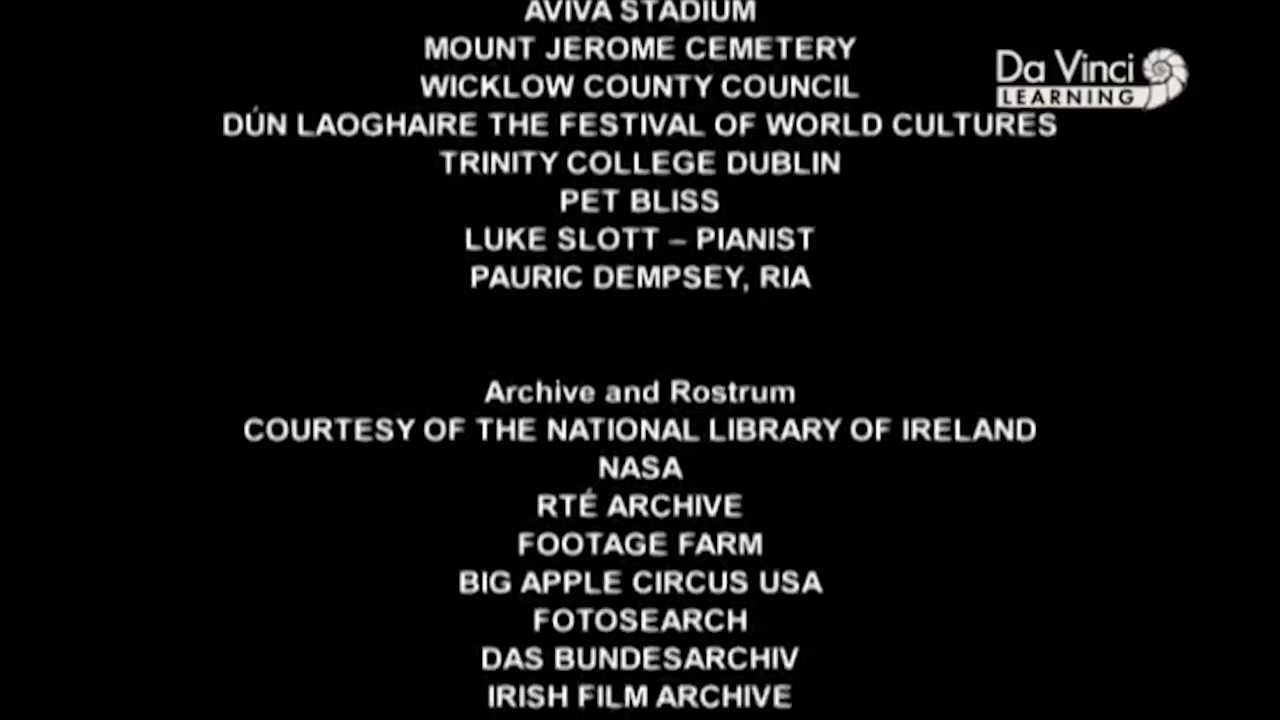 AVIVA STADIUM
MOUNT JEROME CEMETERY
WICKLOW COUNTY COUNCIL
DÚN LAOGHAIRE THE FESTIVAL OF WORLD CULTURES
TRINITY COLLEGE DUBLIN
PET BLISS
LUKE SLOTT – PIANIST
PAURIC DEMPSEY, RIA
Da Vinci
LEARNING
Archive and Rostrum
COURTESY OF THE NATIONAL LIBRARY OF IRELAND
NASA
RTÉ ARCHIVE
FOOTAGE FARM
BIG APPLE CIRCUS USA
FOTOSEARCH
DAS BUNDESARCHIV
IRISH FILM ARCHIVE